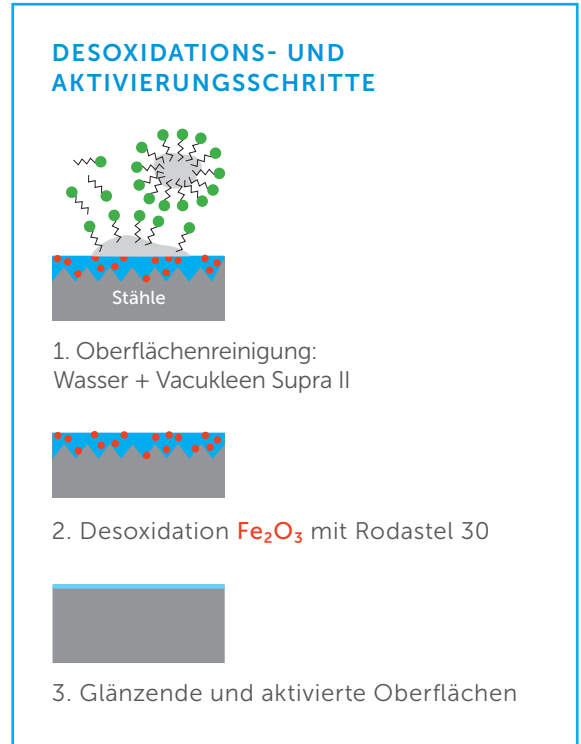 DESOXIDATIONS- UND
AKTIVIERUNGSSCHRITTE
Stähle
1. Oberflächenreinigung:
Wasser + Vacukleen Supra II
2. Desoxidation Fe₂O₃ mit Rodastel 30
3. Glänzende und aktivierte Oberflächen